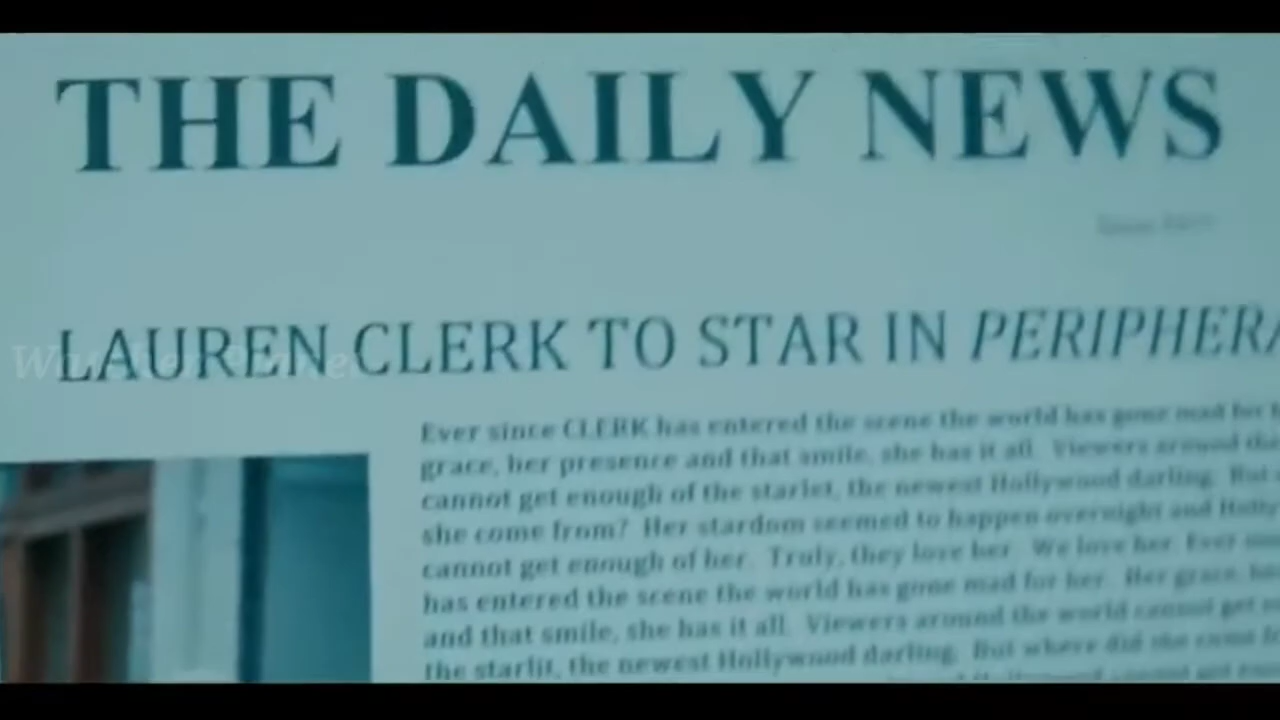 THE DAILY NEWS
LAUREN CLERK TO STAR IN PERIPHERA
Ever since CLERK has entered the scene the world has gone mad for h
grace, her presence and that smile, she has it all. Viewers around the
cannot get enough of the starlet, the newest Hollywood darling. But
she come from? Her stardom seemed to happen overnight and Holly
cannot get enough of her. Truly, they love her. We love her. Ever
has entered the scene the world has gone mad for her. Her grace,
and that smile, she has it all. Viewers around the world cannot get
the starlit, the newest Hollywood darling. But where did she come